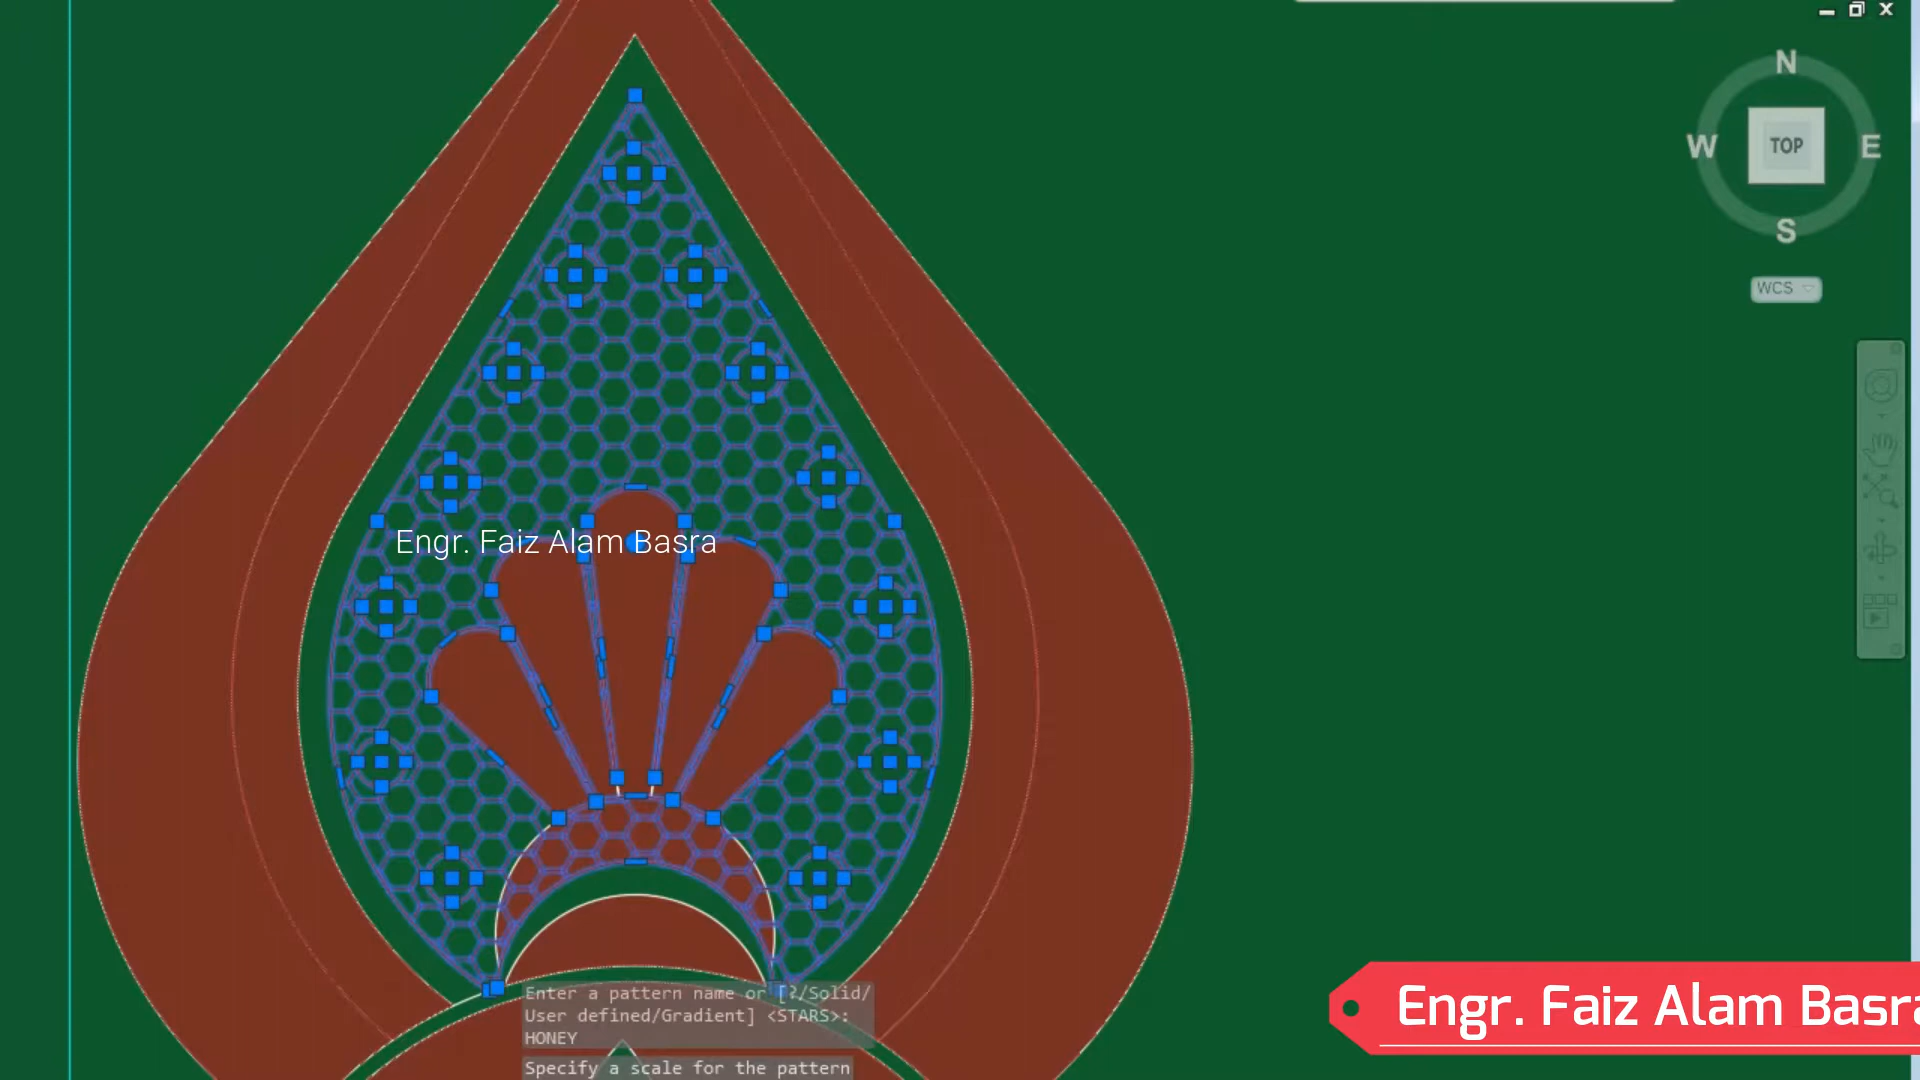 N
W
TOP
E
S
WCS
Engr. Faiz Alam Basra
Enter a pattern name or [?/Solid/
User defined/Gradient] <STARS>:
HONEY
Specify a scale for the pattern
Engr. Faiz Alam Basra